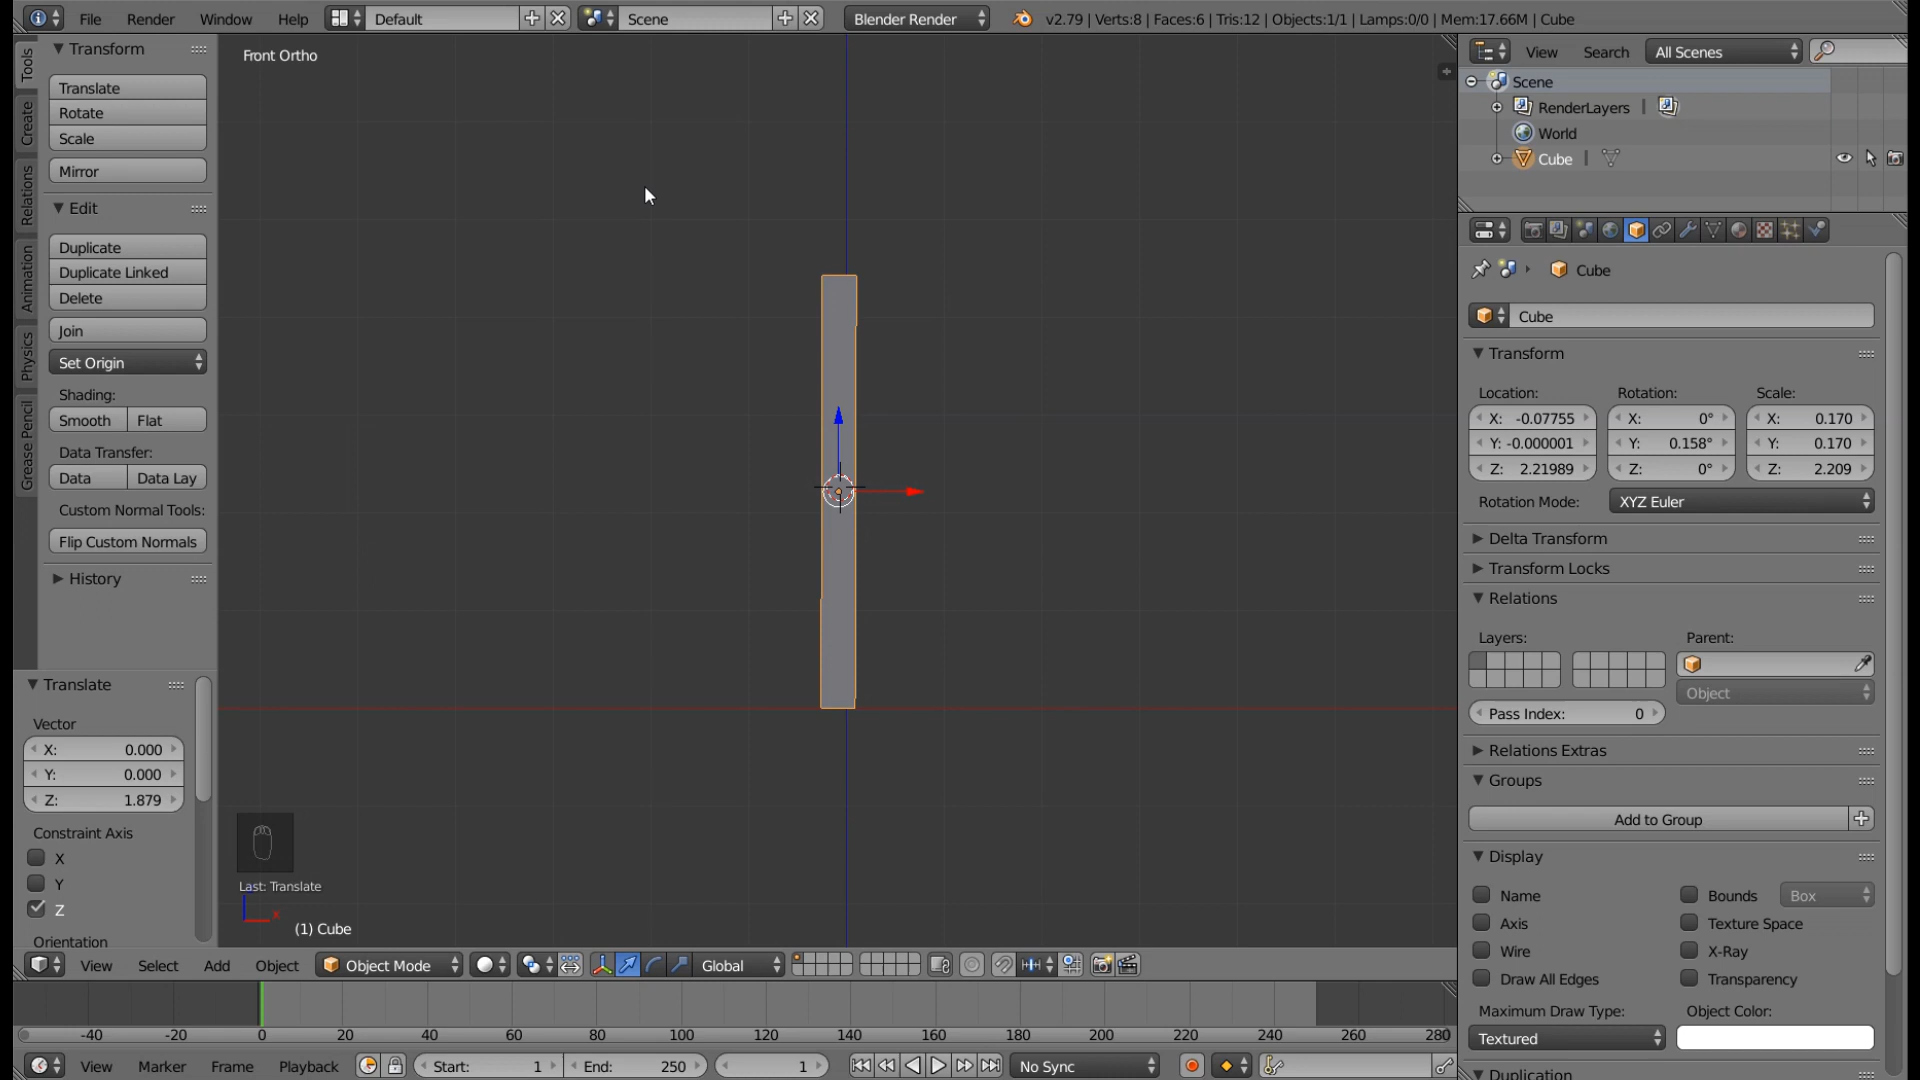 File Render Window Help Default Scene Blender Render v2.79 | Verts:8 | Faces:6 | Tris:12 | Objects:1/1 | Lamps:0/0 | Mem:17.66M | Cube
Tools
Create
Relations
Animation
Physics
Grease Pencil
Transform
Translate
Rotate
Scale
Mirror
Edit
Duplicate
Duplicate Linked
Delete
Join
Set Origin
Shading:
Smooth Flat
Data Transfer:
Data Data Lay
Custom Normal Tools:
Flip Custom Normals
History
Translate
Vector
X: 0.000
Y: 0.000
Z: 1.879
Constraint Axis
X
Y
Z
Orientation
Front Ortho
Last: Translate
x
(1) Cube
View Select Add Object Object Mode Global
-40 -20 0 20 40 60 80 100 120 140 160 180 200 220 240 260 280
View Marker Frame Playback Start: 1 End: 250 1 No Sync
View Search All Scenes
Scene
RenderLayers |
World
Cube |
Cube
Cube
Transform
Location: Rotation: Scale:
X: -0.07755 X: 0° X: 0.170
Y: -0.000001 Y: 0.158° Y: 0.170
Z: 2.21989 Z: 0° Z: 2.209
Rotation Mode: XYZ Euler
Delta Transform
Transform Locks
Relations
Layers: Parent:
Object
Pass Index: 0
Relations Extras
Groups
Add to Group
Display
Name Bounds Box
Axis Texture Space
Wire X-Ray
Draw All Edges Transparency
Maximum Draw Type: Object Color:
Textured
Duplication